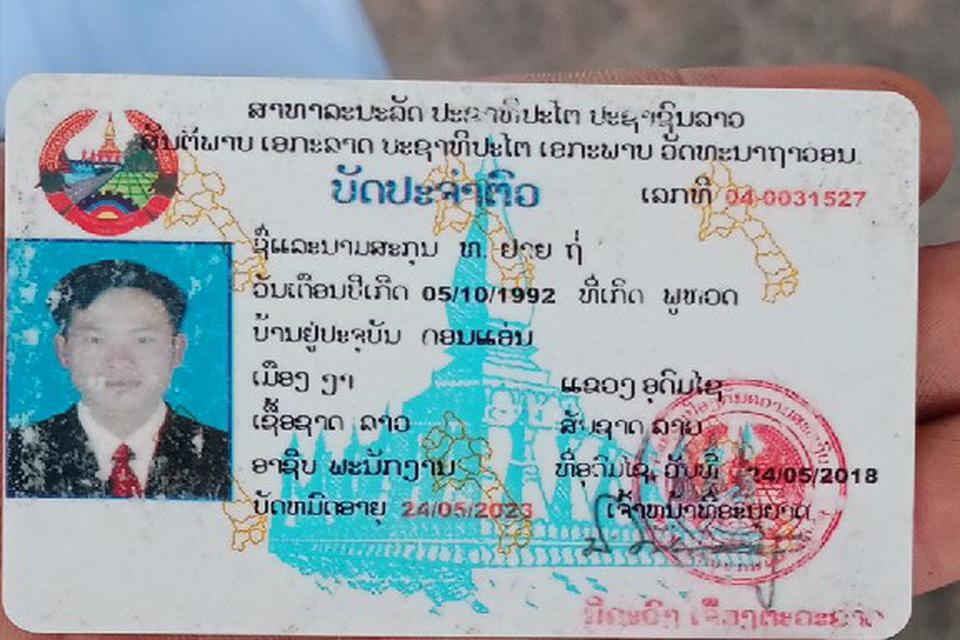 ສາທາລະນະລັດ ປະຊາທິປະໄຕ ປະຊາຊົນລາວ
ສັນຕິພາບ ເອກະລາດ ປະຊາທິປະໄຕ ເອກະພາບ ວັດທະນາຖາວອນ
ບັດປະຈຳຕົວ ເລກທີ 04-0031527
ຊື່ແລະນາມສະກຸນ ທ. ຢາຍ ຖໍ່
ວັນເດືອນປີເກີດ 05/10/1992 ທີ່ເກີດ ພູຫວດ
ບ້ານຢູ່ປະຈຸບັນ ດອນແອ່ນ
ເມືອງ ງາ ແຂວງ ອຸດົມໄຊ
ເຊື້ອຊາດ ລາວ ສັນຊາດ ລາວ
ອາຊີບ ພະນັກງານ ທີ່ອຸດົມໄຊ, ວັນທີ 24/05/2018
ບັດຫມົດອາຍຸ 24/05/2023 ເຈົ້າຫນ້າທີ່ອະນຸຍາດ